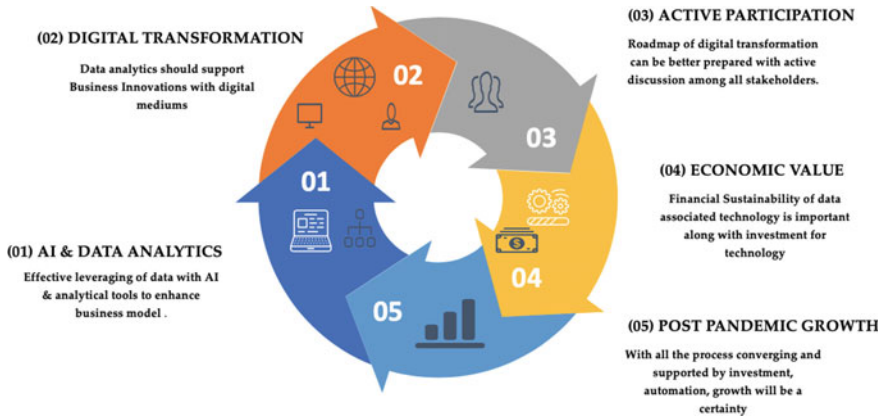 (02) DIGITAL TRANSFORMATION
Data analytics should support
Business Innovations with digital
mediums
(03) ACTIVE PARTICIPATION
Roadmap of digital transformation
can be better prepared with active
discussion among all stakeholders.
02
03
01
04
05
(04) ECONOMIC VALUE
Financial Sustainability of data
associated technology is important
along with investment for
technology
(01) AI & DATA ANALYTICS
Effective leveraging of data with AI
& analytical tools to enhance
business model .
(05) POST PANDEMIC GROWTH
With all the process converging and
supported by investment,
automation, growth will be a
certainty